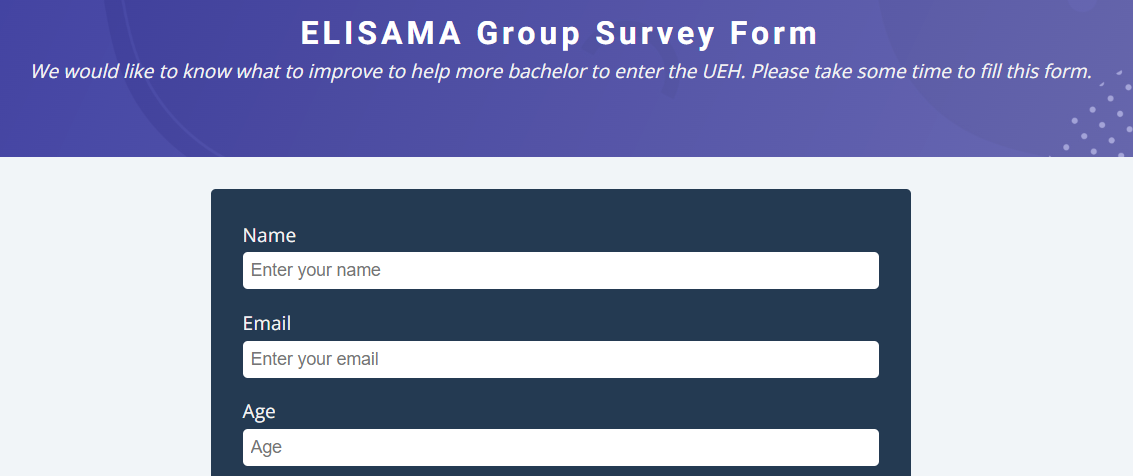 ELISAMA Group Survey Form
We would like to know what to improve to help more bachelor to enter the UEH. Please take some time to fill this form.
Name
Enter your name
Email
Enter your email
Age
Age